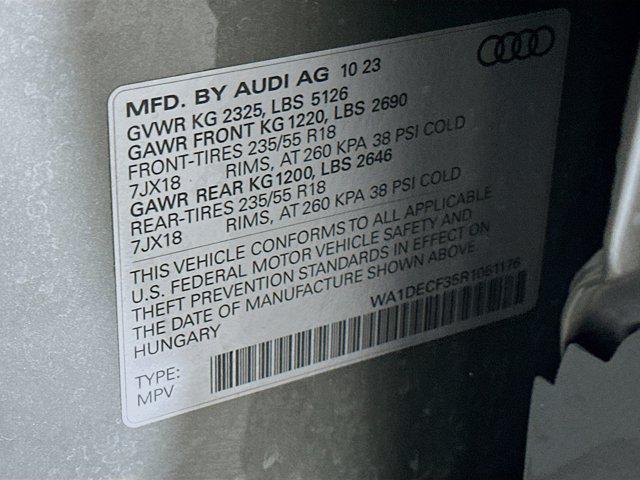 MFD. BY AUDI AG 10 23
GVWR KG 2325, LBS 5126
GAWR FRONT KG 1220, LBS 2690
FRONT-TIRES 235/55 R18
7JX18 RIMS, AT 260 KPA 38 PSI COLD
GAWR REAR KG1200, LBS 2646
REAR-TIRES 235/55 R18
7JX18 RIMS, AT 260 KPA 38 PSI COLD
THIS VEHICLE CONFORMS TO ALL APPLICABLE
U.S. FEDERAL MOTOR VEHICLE SAFETY AND
THEFT PREVENTION STANDARDS IN EFFECT ON
THE DATE OF MANUFACTURE SHOWN ABOVE
HUNGARY
WA1DECF35R1061176
TYPE:
MPV